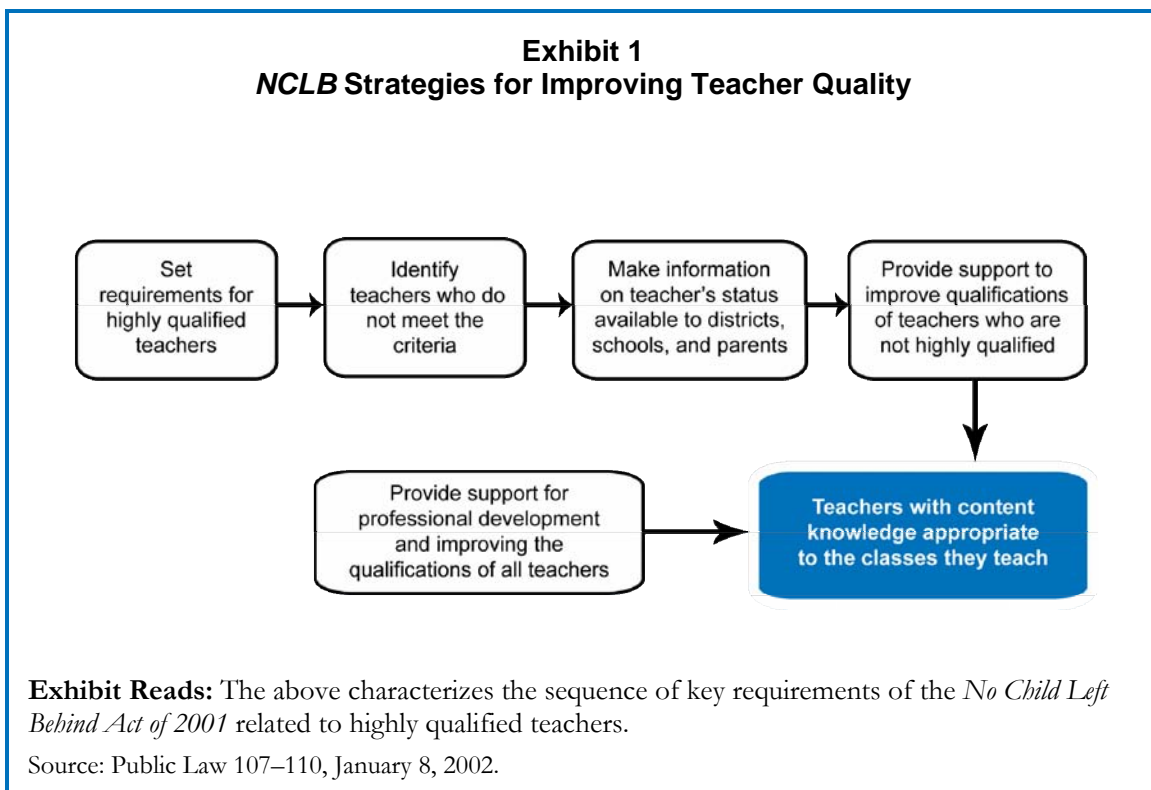 Exhibit 1
NCLB Strategies for Improving Teacher Quality
Set
requirements for
highly qualified
teachers
Identify
teachers who do
not meet the
criteria
Make information
on teacher's status
available to districts,
schools, and parents
Provide support to
improve qualifications
of teachers who are
not highly qualified
Provide support for
professional development
and improving the
qualifications of all teachers
Teachers with content
knowledge appropriate
to the classes they teach
Exhibit Reads: The above characterizes the sequence of key requirements of the No Child Left
Behind Act of 2001 related to highly qualified teachers.
Source: Public Law 107–110, January 8, 2002.